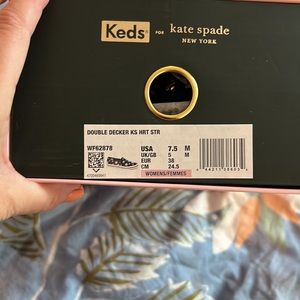 Keds FOR kate spade
NEW YORK
DOUBLE DECKER KS HRT STR
WF62878
USA 7.5 M
UK/GB 5 M
EUR 38
CM 24.5
WOMENS/FEMMES